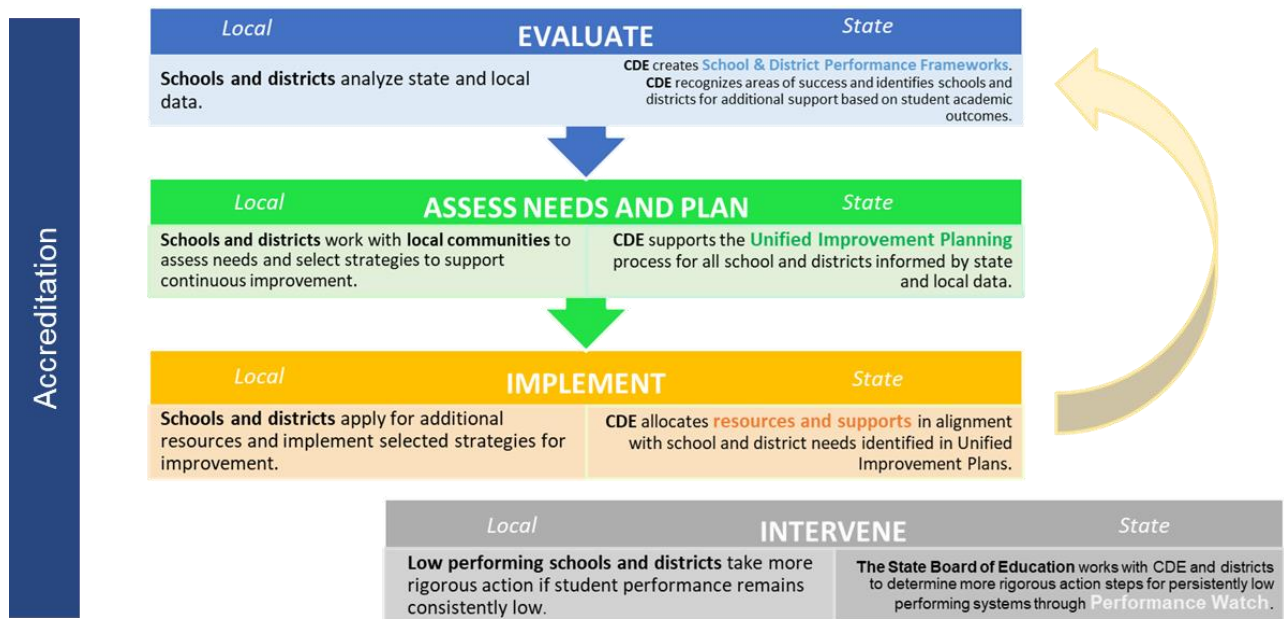 Accreditation
Local EVALUATE State
Schools and districts analyze state and local
data.
CDE creates School & District Performance Frameworks.
CDE recognizes areas of success and identifies schools and
districts for additional support based on student academic
outcomes.
Local ASSESS NEEDS AND PLAN State
Schools and districts work with local communities to
assess needs and select strategies to support
continuous improvement.
CDE supports the Unified Improvement Planning
process for all school and districts informed by state
and local data.
Local IMPLEMENT State
Schools and districts apply for additional
resources and implement selected strategies for
improvement.
CDE allocates resources and supports in alignment
with school and district needs identified in Unified
Improvement Plans.
Local INTERVENE State
Low performing schools and districts take more
rigorous action if student performance remains
consistently low.
The State Board of Education works with CDE and districts
to determine more rigorous action steps for persistently low
performing systems through Performance Watch.